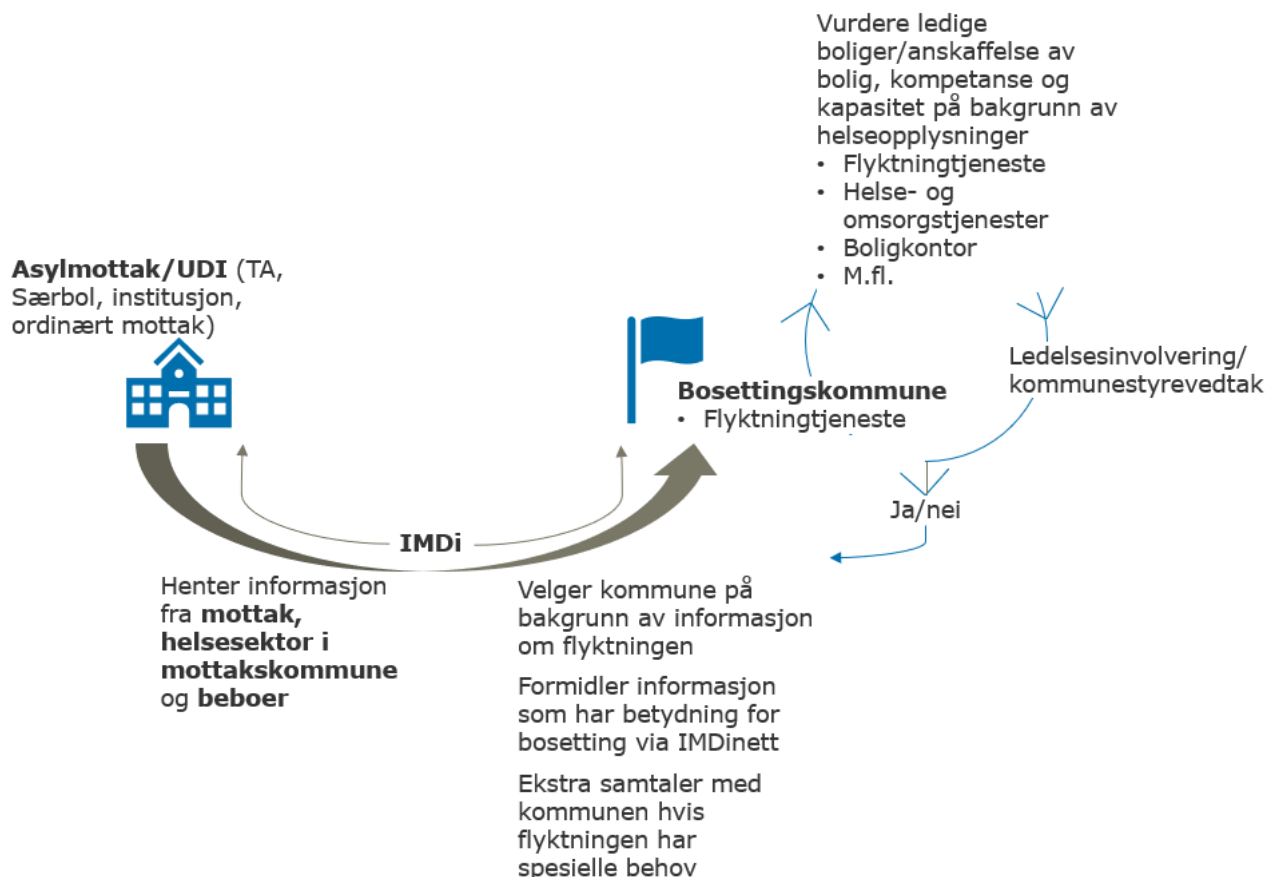 Vurdere ledige
boliger/anskaffelse av
bolig, kompetanse og
kapasitet på bakgrunn av
helseopplysninger
• Flyktningtjeneste
• Helse- og
omsorgstjenester
• Boligkontor
• M.fl.
Asylmottak/UDI (TA,
Særbol, institusjon,
ordinært mottak)
Ledelsesinvolvering/
kommunestyrevedtak
Bosettingskommune
• Flyktningtjeneste
Ja/nei
IMDi
Henter informasjon
fra mottak,
helsesektor i
mottakskommune
og beboer
Velger kommune på
bakgrunn av informasjon
om flyktningen
Formidler informasjon
som har betydning for
bosetting via IMDinett
Ekstra samtaler med
kommunen hvis
flyktningen har
spesielle behov